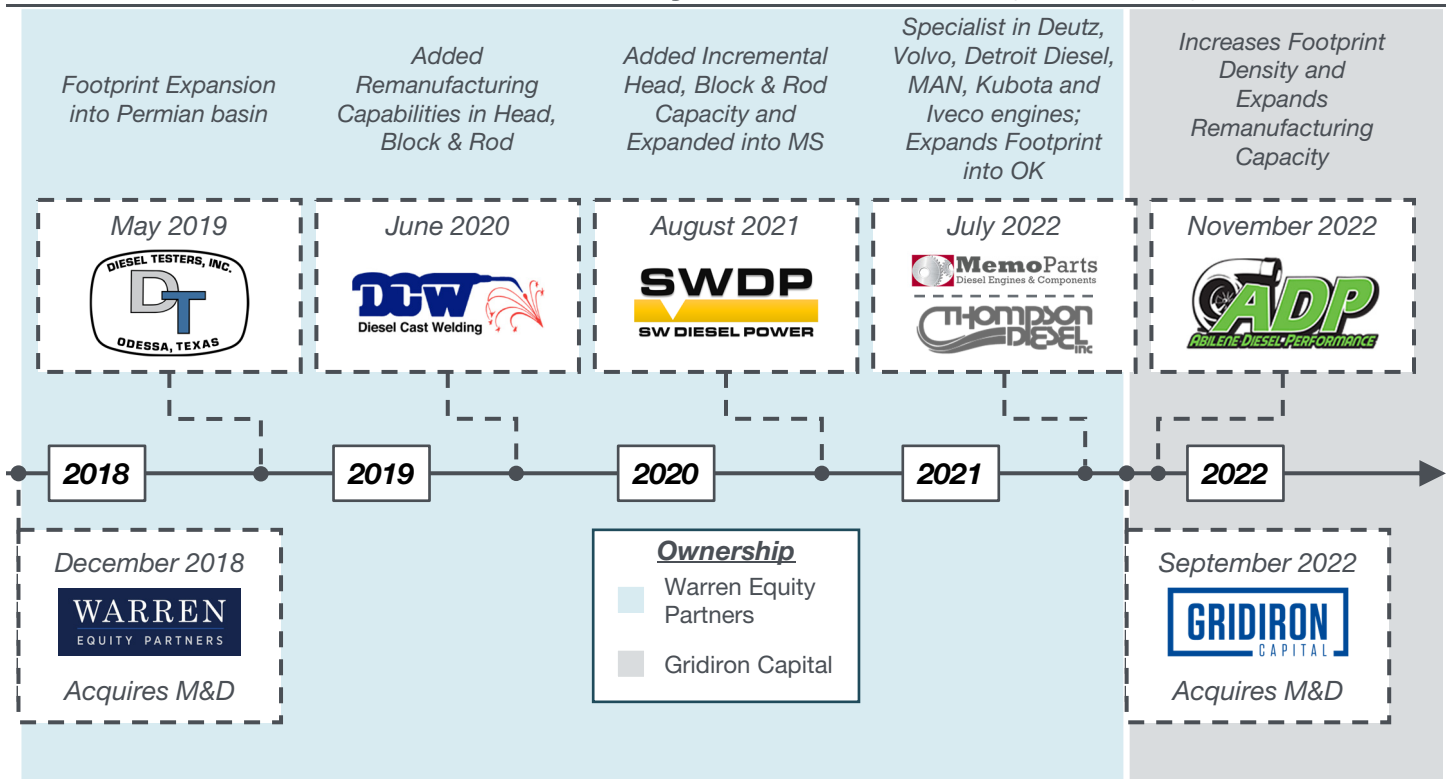 Footprint Expansion
into Permian basin
Added
Remanufacturing
Capabilities in Head,
Block & Rod
Added Incremental
Head, Block & Rod
Capacity and
Expanded into MS
Specialist in Deutz,
Volvo, Detroit Diesel,
MAN, Kubota and
Iveco engines;
Expands Footprint
into OK
Increases Footprint
Density and
Expands
Remanufacturing
Capacity
May 2019
DIESEL TESTERS, INC.
DT
ODESSA, TEXAS
June 2020
DCW
Diesel Cast Welding
August 2021
SWDP
SW DIESEL POWER
July 2022
MemoParts
Diesel Engines & Components
THOMPSON
DIESEL
INC
November 2022
ADP
ABILENE DIESEL PERFORMANCE
2018
2019
2020
2021
2022
December 2018
WARREN
EQUITY PARTNERS
Acquires M&D
Ownership
Warren Equity
Partners
Gridiron Capital
September 2022
GRIDIRON
CAPITAL
Acquires M&D